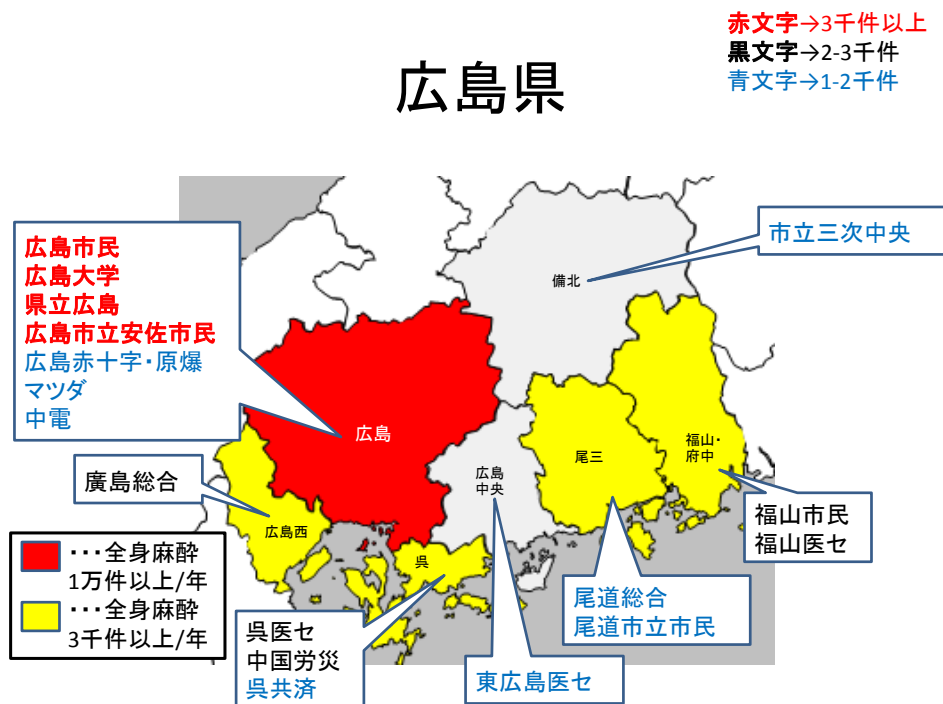 赤文字→3千件以上
黒文字→2-3千件
青文字→1-2千件
広島県
広島市民
広島大学
県立広島
広島市立安佐市民
広島赤十字・原爆
マツダ
中電
市立三次中央
備北
広島
広島
中央
尾三
福山・
府中
廣島総合
広島西
呉
福山市民
福山医セ
・・・全身麻酔
1万件以上/年
・・・全身麻酔
3千件以上/年
呉医セ
中国労災
呉共済
尾道総合
尾道市立市民
東広島医セ